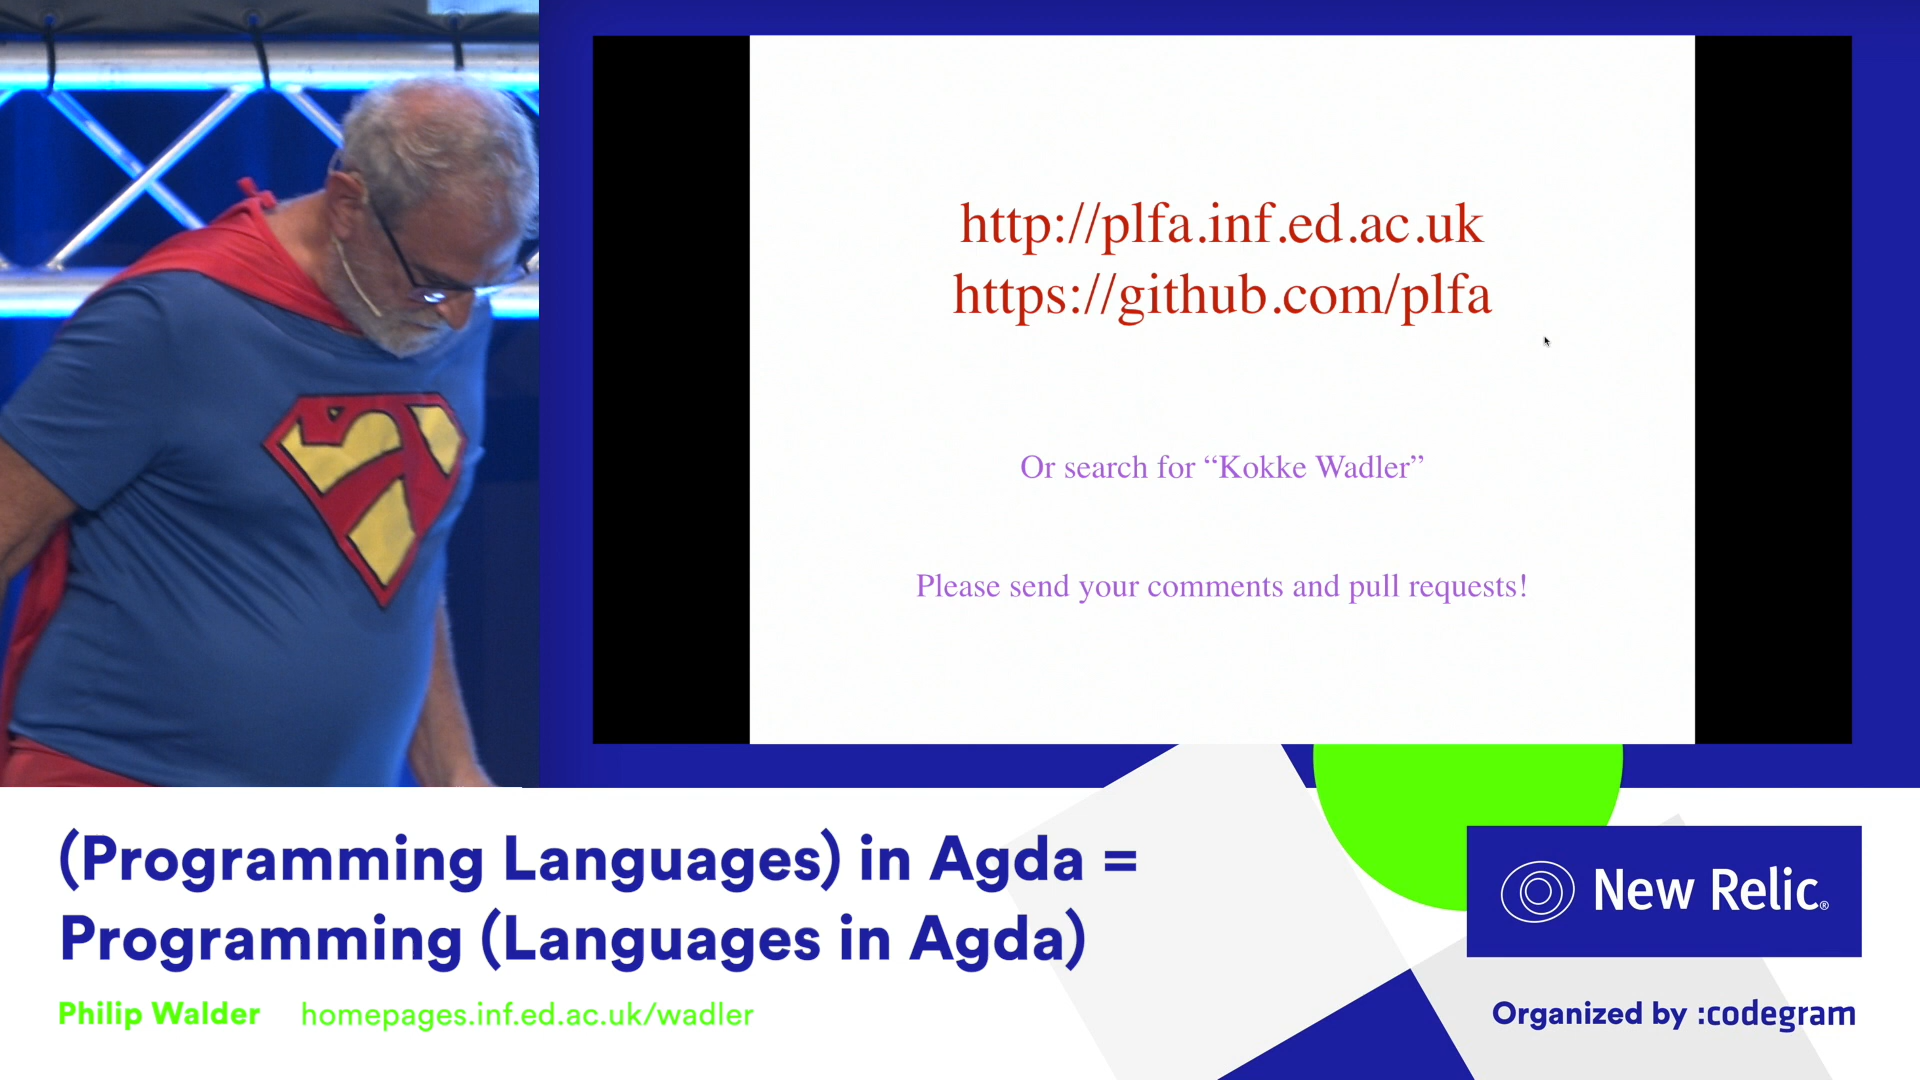 http://plfa.inf.ed.ac.uk
https://github.com/plfa
Or search for “Kokke Wadler”
Please send your comments and pull requests!
(Programming Languages) in Agda =
Programming (Languages in Agda)
Philip Walder homepages.inf.ed.ac.uk/wadler
New Relic®
Organized by :codegram